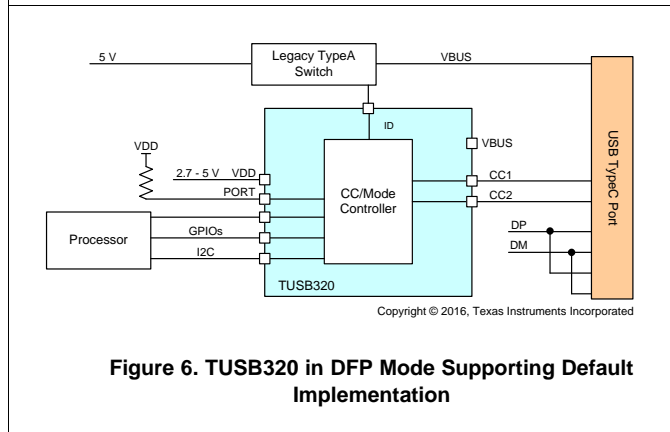 5 V
Legacy TypeA
Switch
VBUS
ID
VDD
VBUS
2.7 - 5 V VDD
PORT
CC/Mode
Controller
CC1
CC2
USB TypeC Port
Processor
GPIOs
I2C
DP
DM
TUSB320
Copyright © 2016, Texas Instruments Incorporated
Figure 6. TUSB320 in DFP Mode Supporting Default
Implementation